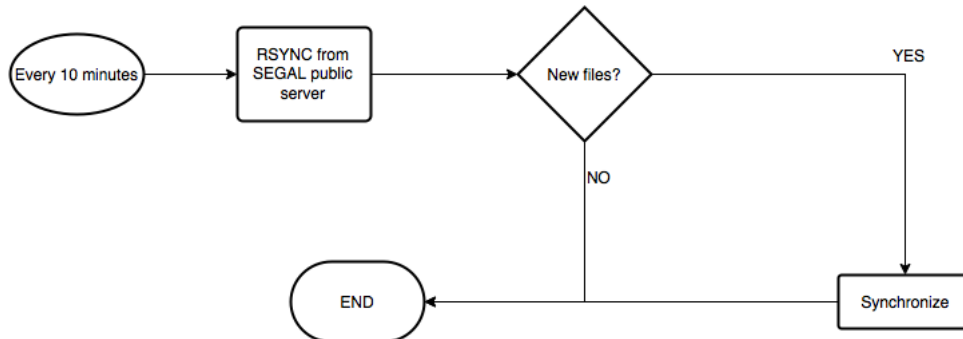 Every 10 minutes
RSYNC from
SEGAL public
server
New files?
YES
NO
END
Synchronize